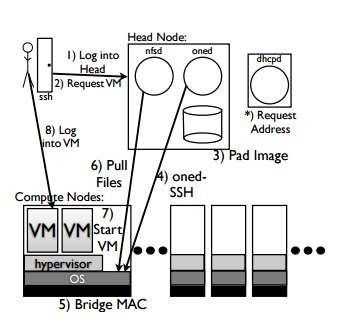 Head Node:
nfsd
oned
dhcpd
1) Log into
Head
2) Request VM
ssh
*) Request
Address
3) Pad Image
8) Log
into VM
6) Pull
Files
4) oned-
SSH
Compute Nodes:
7)
Start
VM
VM
VM
hypervisor
OS
5) Bridge MAC